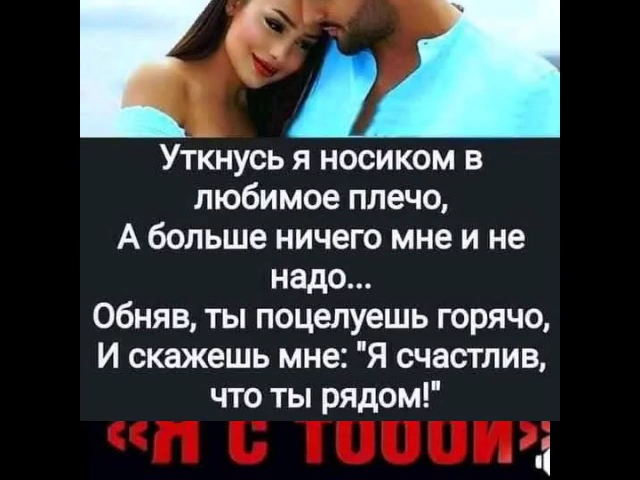 Уткнусь я носиком в
любимое плечо,
А больше ничего мне и не
надо...
Обняв, ты поцелуешь горячо,
И скажешь мне: "Я счастлив,
что ты рядом!"
«Я С ТОБОЙ»